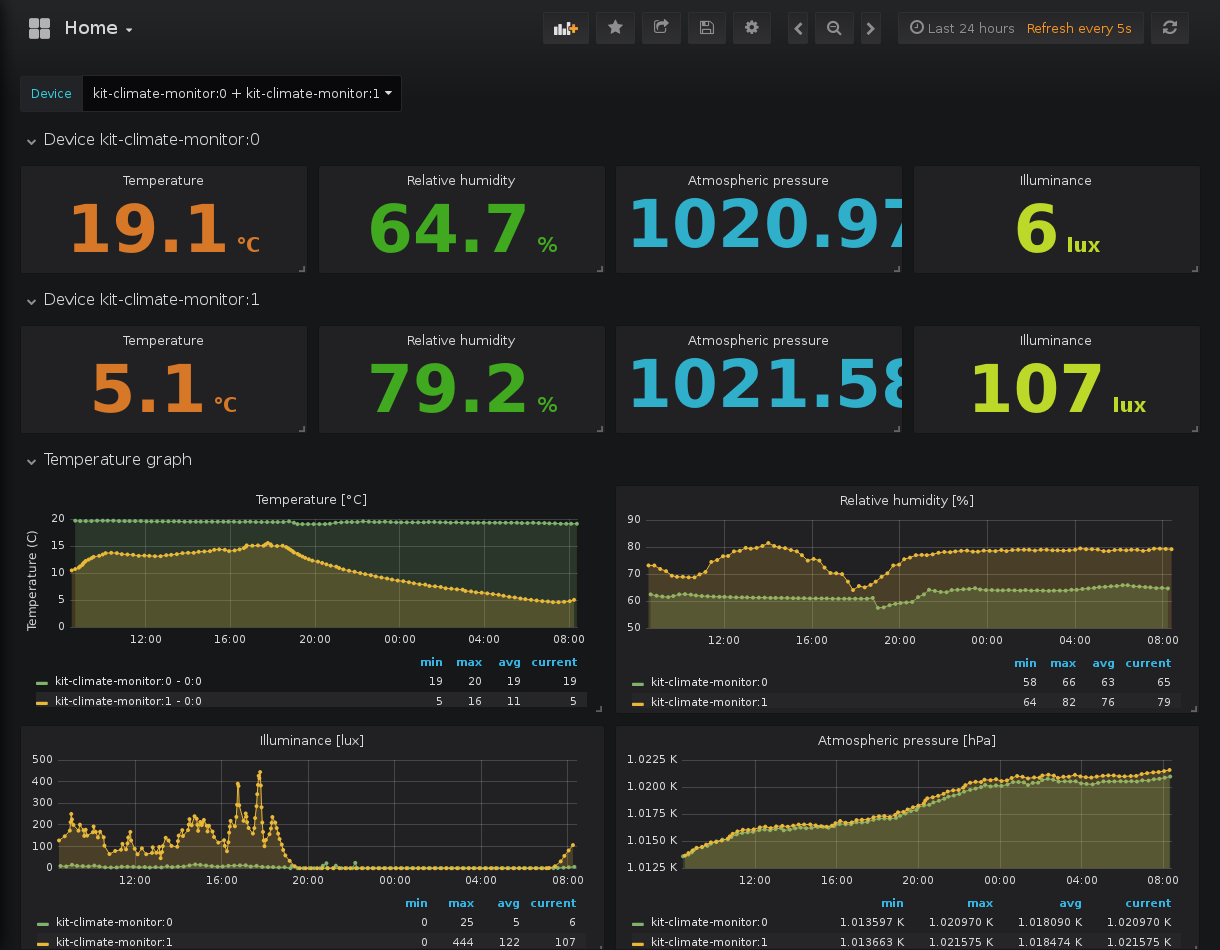 Home
Last 24 hours Refresh every 5s
Device kit-climate-monitor:0 + kit-climate-monitor:1
Device kit-climate-monitor:0
Temperature Relative humidity Atmospheric pressure Illuminance
19.1 °C 64.7 % 1020.97 6 lux
Device kit-climate-monitor:1
Temperature Relative humidity Atmospheric pressure Illuminance
5.1 °C 79.2 % 1021.58 107 lux
Temperature graph
Temperature [°C]
Temperature (C)
20
15
10
5
0
12:00 16:00 20:00 00:00 04:00 08:00
min max avg current
kit-climate-monitor:0 - 0:0 19 20 19 19
kit-climate-monitor:1 - 0:0 5 16 11 5
Relative humidity [%]
90
80
70
60
50
12:00 16:00 20:00 00:00 04:00 08:00
min max avg current
kit-climate-monitor:0 58 66 63 65
kit-climate-monitor:1 64 82 76 79
Illuminance [lux]
500
400
300
200
100
0
12:00 16:00 20:00 00:00 04:00 08:00
min max avg current
kit-climate-monitor:0 0 25 5 6
kit-climate-monitor:1 0 444 122 107
Atmospheric pressure [hPa]
1.0225 K
1.0200 K
1.0175 K
1.0150 K
1.0125 K
12:00 16:00 20:00 00:00 04:00 08:00
min max avg current
kit-climate-monitor:0 1.013597 K 1.020970 K 1.018090 K 1.020970 K
kit-climate-monitor:1 1.013663 K 1.021575 K 1.018474 K 1.021575 K